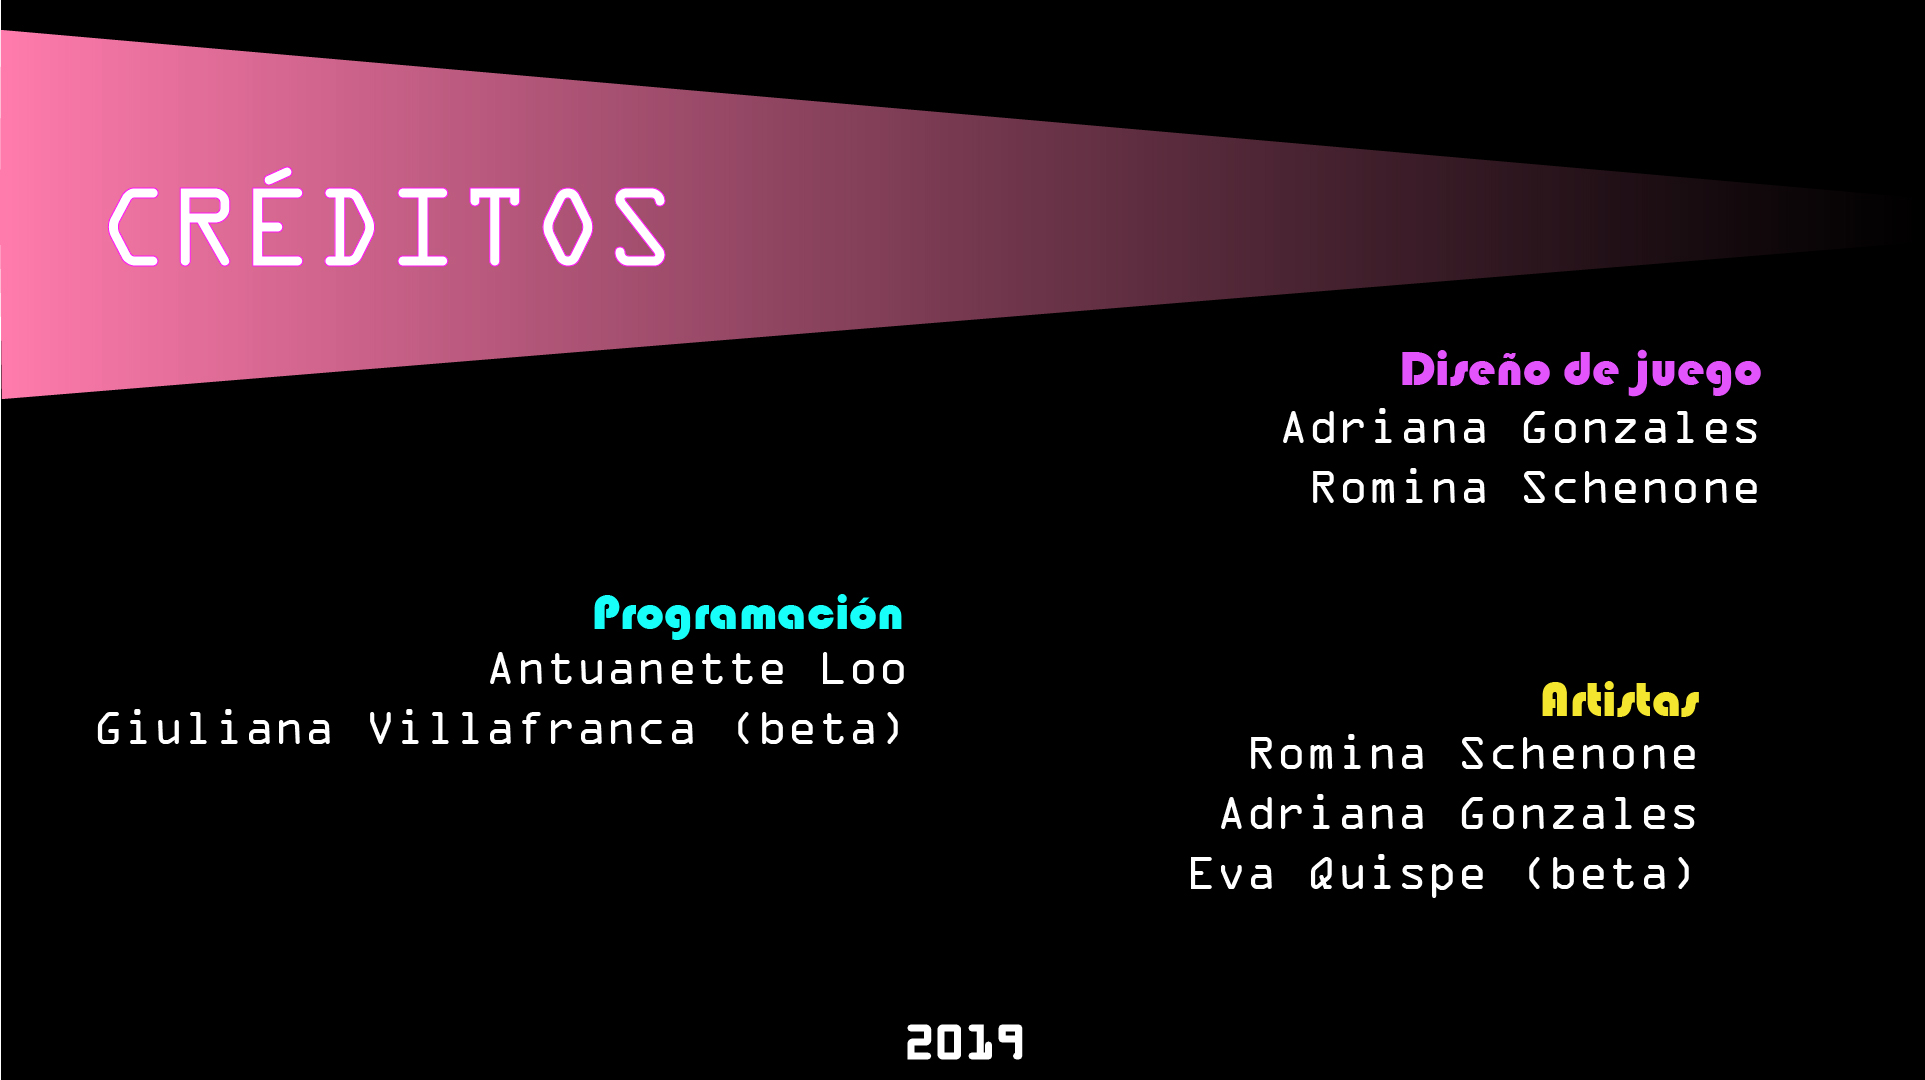 CRÉDITOS
Diseño de juego
Adriana Gonzales
Romina Schenone
Programación
Antuanette Loo
Giuliana Villafranca (beta)
Artistas
Romina Schenone
Adriana Gonzales
Eva Quispe (beta)
2019